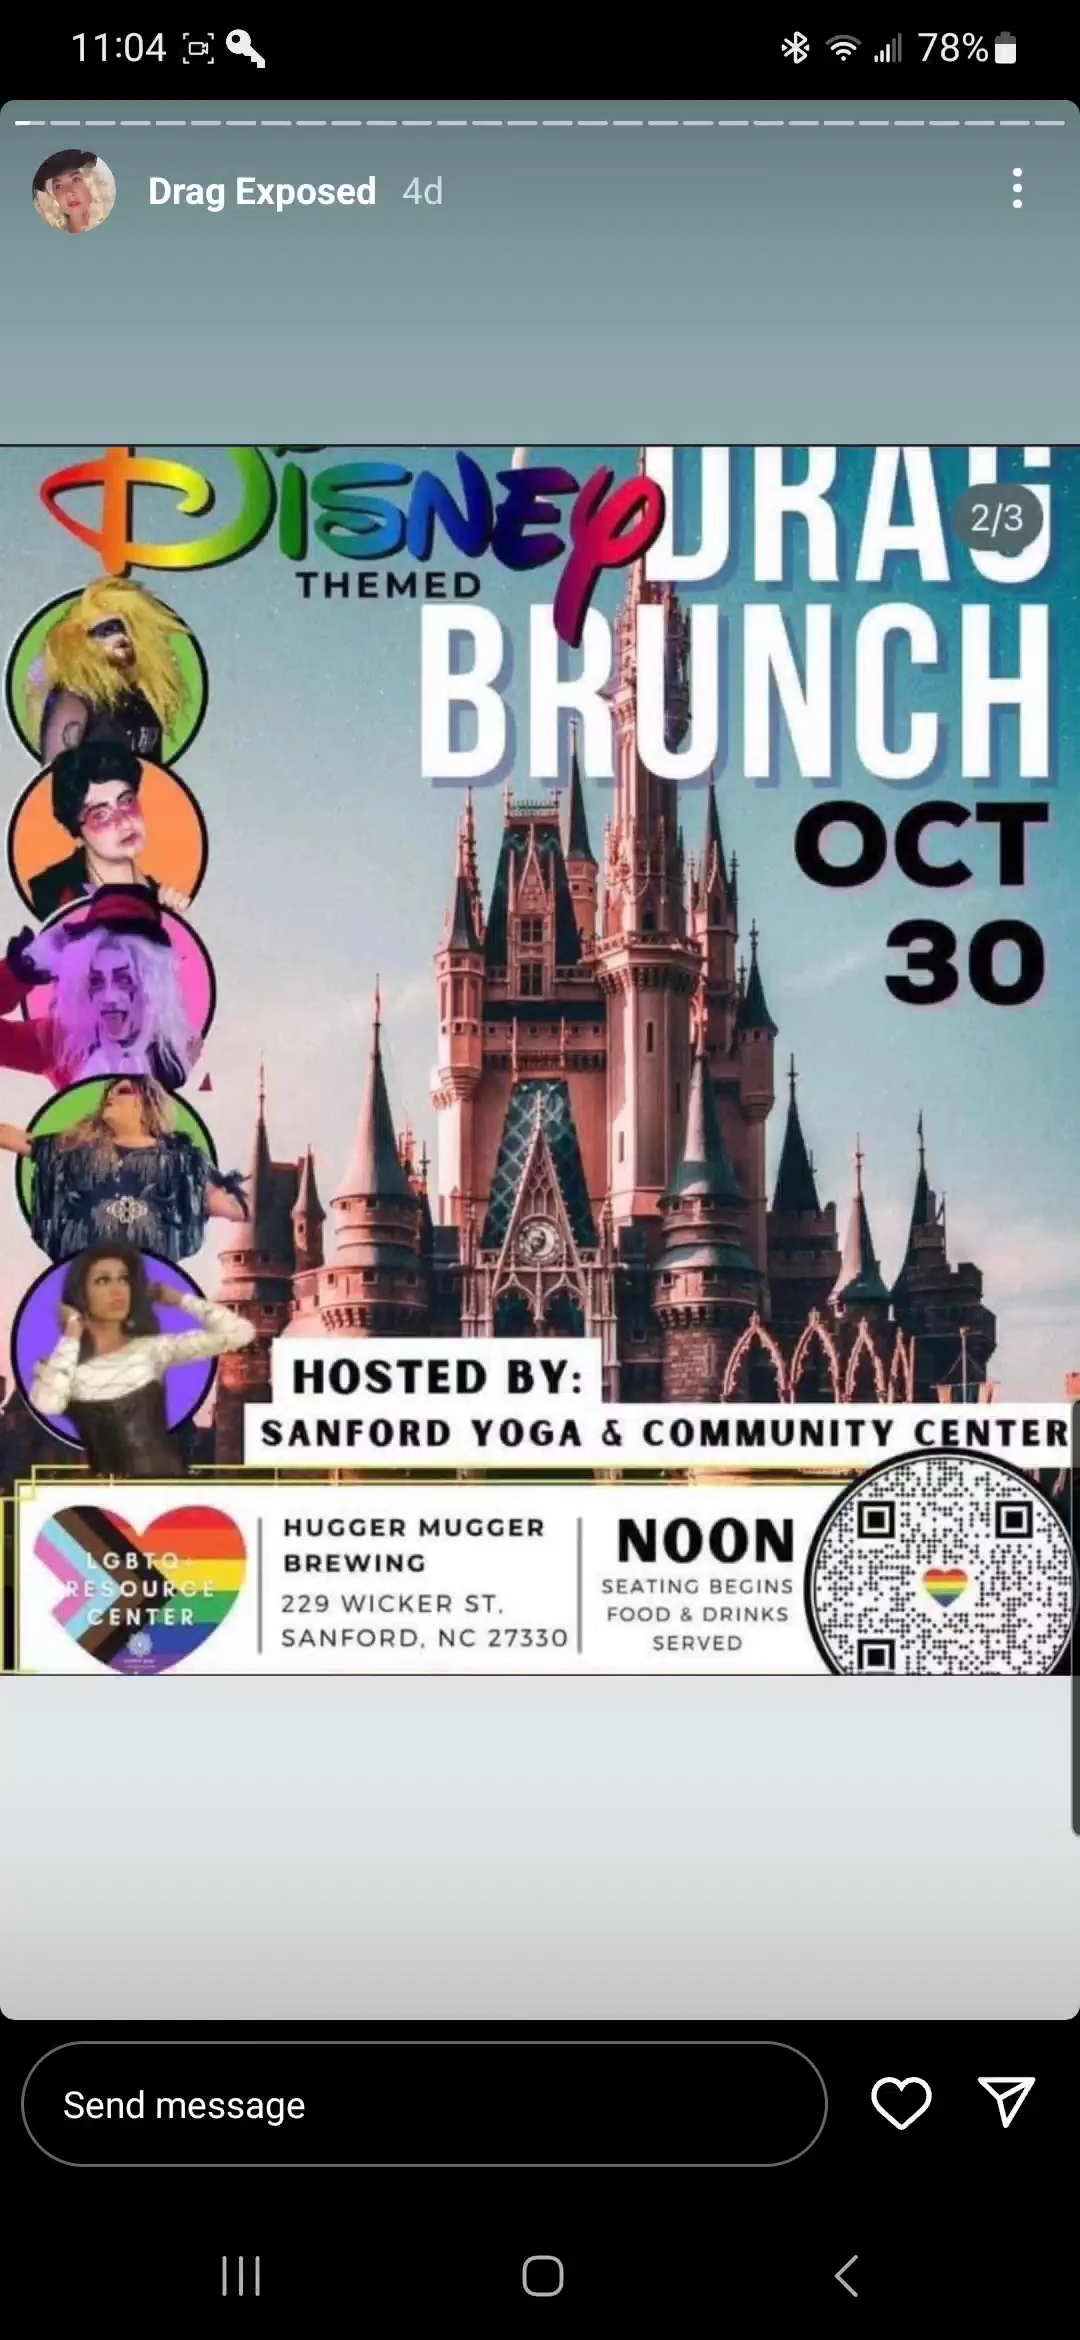 11:04 78%
Drag Exposed 4d
DISNEY DRAG
2/3
THEMED
BRUNCH
OCT
30
HOSTED BY:
SANFORD YOGA & COMMUNITY CENTER
LGBTQ+
RESOURCE
CENTER
HUGGER MUGGER
BREWING
229 WICKER ST,
SANFORD, NC 27330
NOON
SEATING BEGINS
FOOD & DRINKS
SERVED
Send message